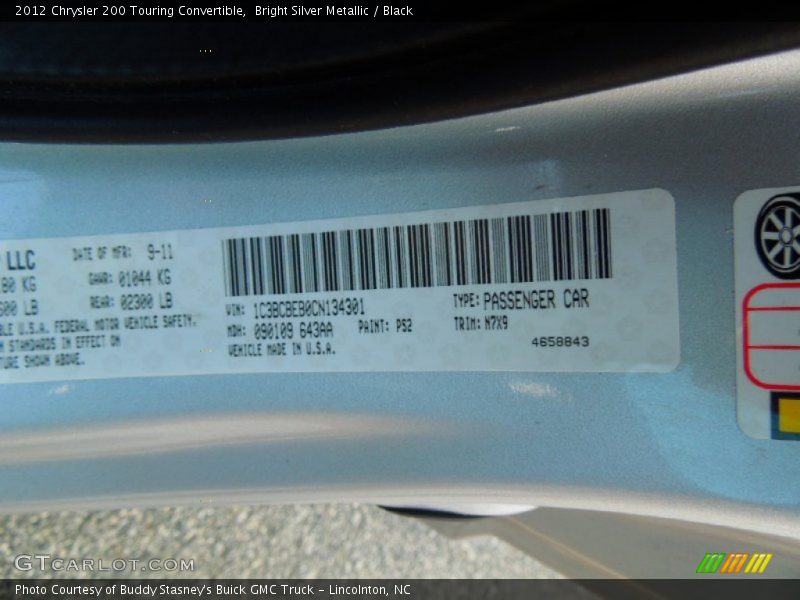 2012 Chrysler 200 Touring Convertible, Bright Silver Metallic / Black
LLC
DATE OF MFR: 9-11
80 KG GAWR: 01044 KG
600 LB REAR: 02300 LB
BLE U.S.A. FEDERAL MOTOR VEHICLE SAFETY.
STANDARDS IN EFFECT ON
TURE SHOWN ABOVE.
VIN: 1C3BCBEB0CN134301
TYPE: PASSENGER CAR
MDH: 090109 643AA PAINT: PS2
TRIM: N7X9
VEHICLE MADE IN U.S.A.
4658843
GTCARLOT.COM
Photo Courtesy of Buddy Stasney's Buick GMC Truck - Lincolnton, NC